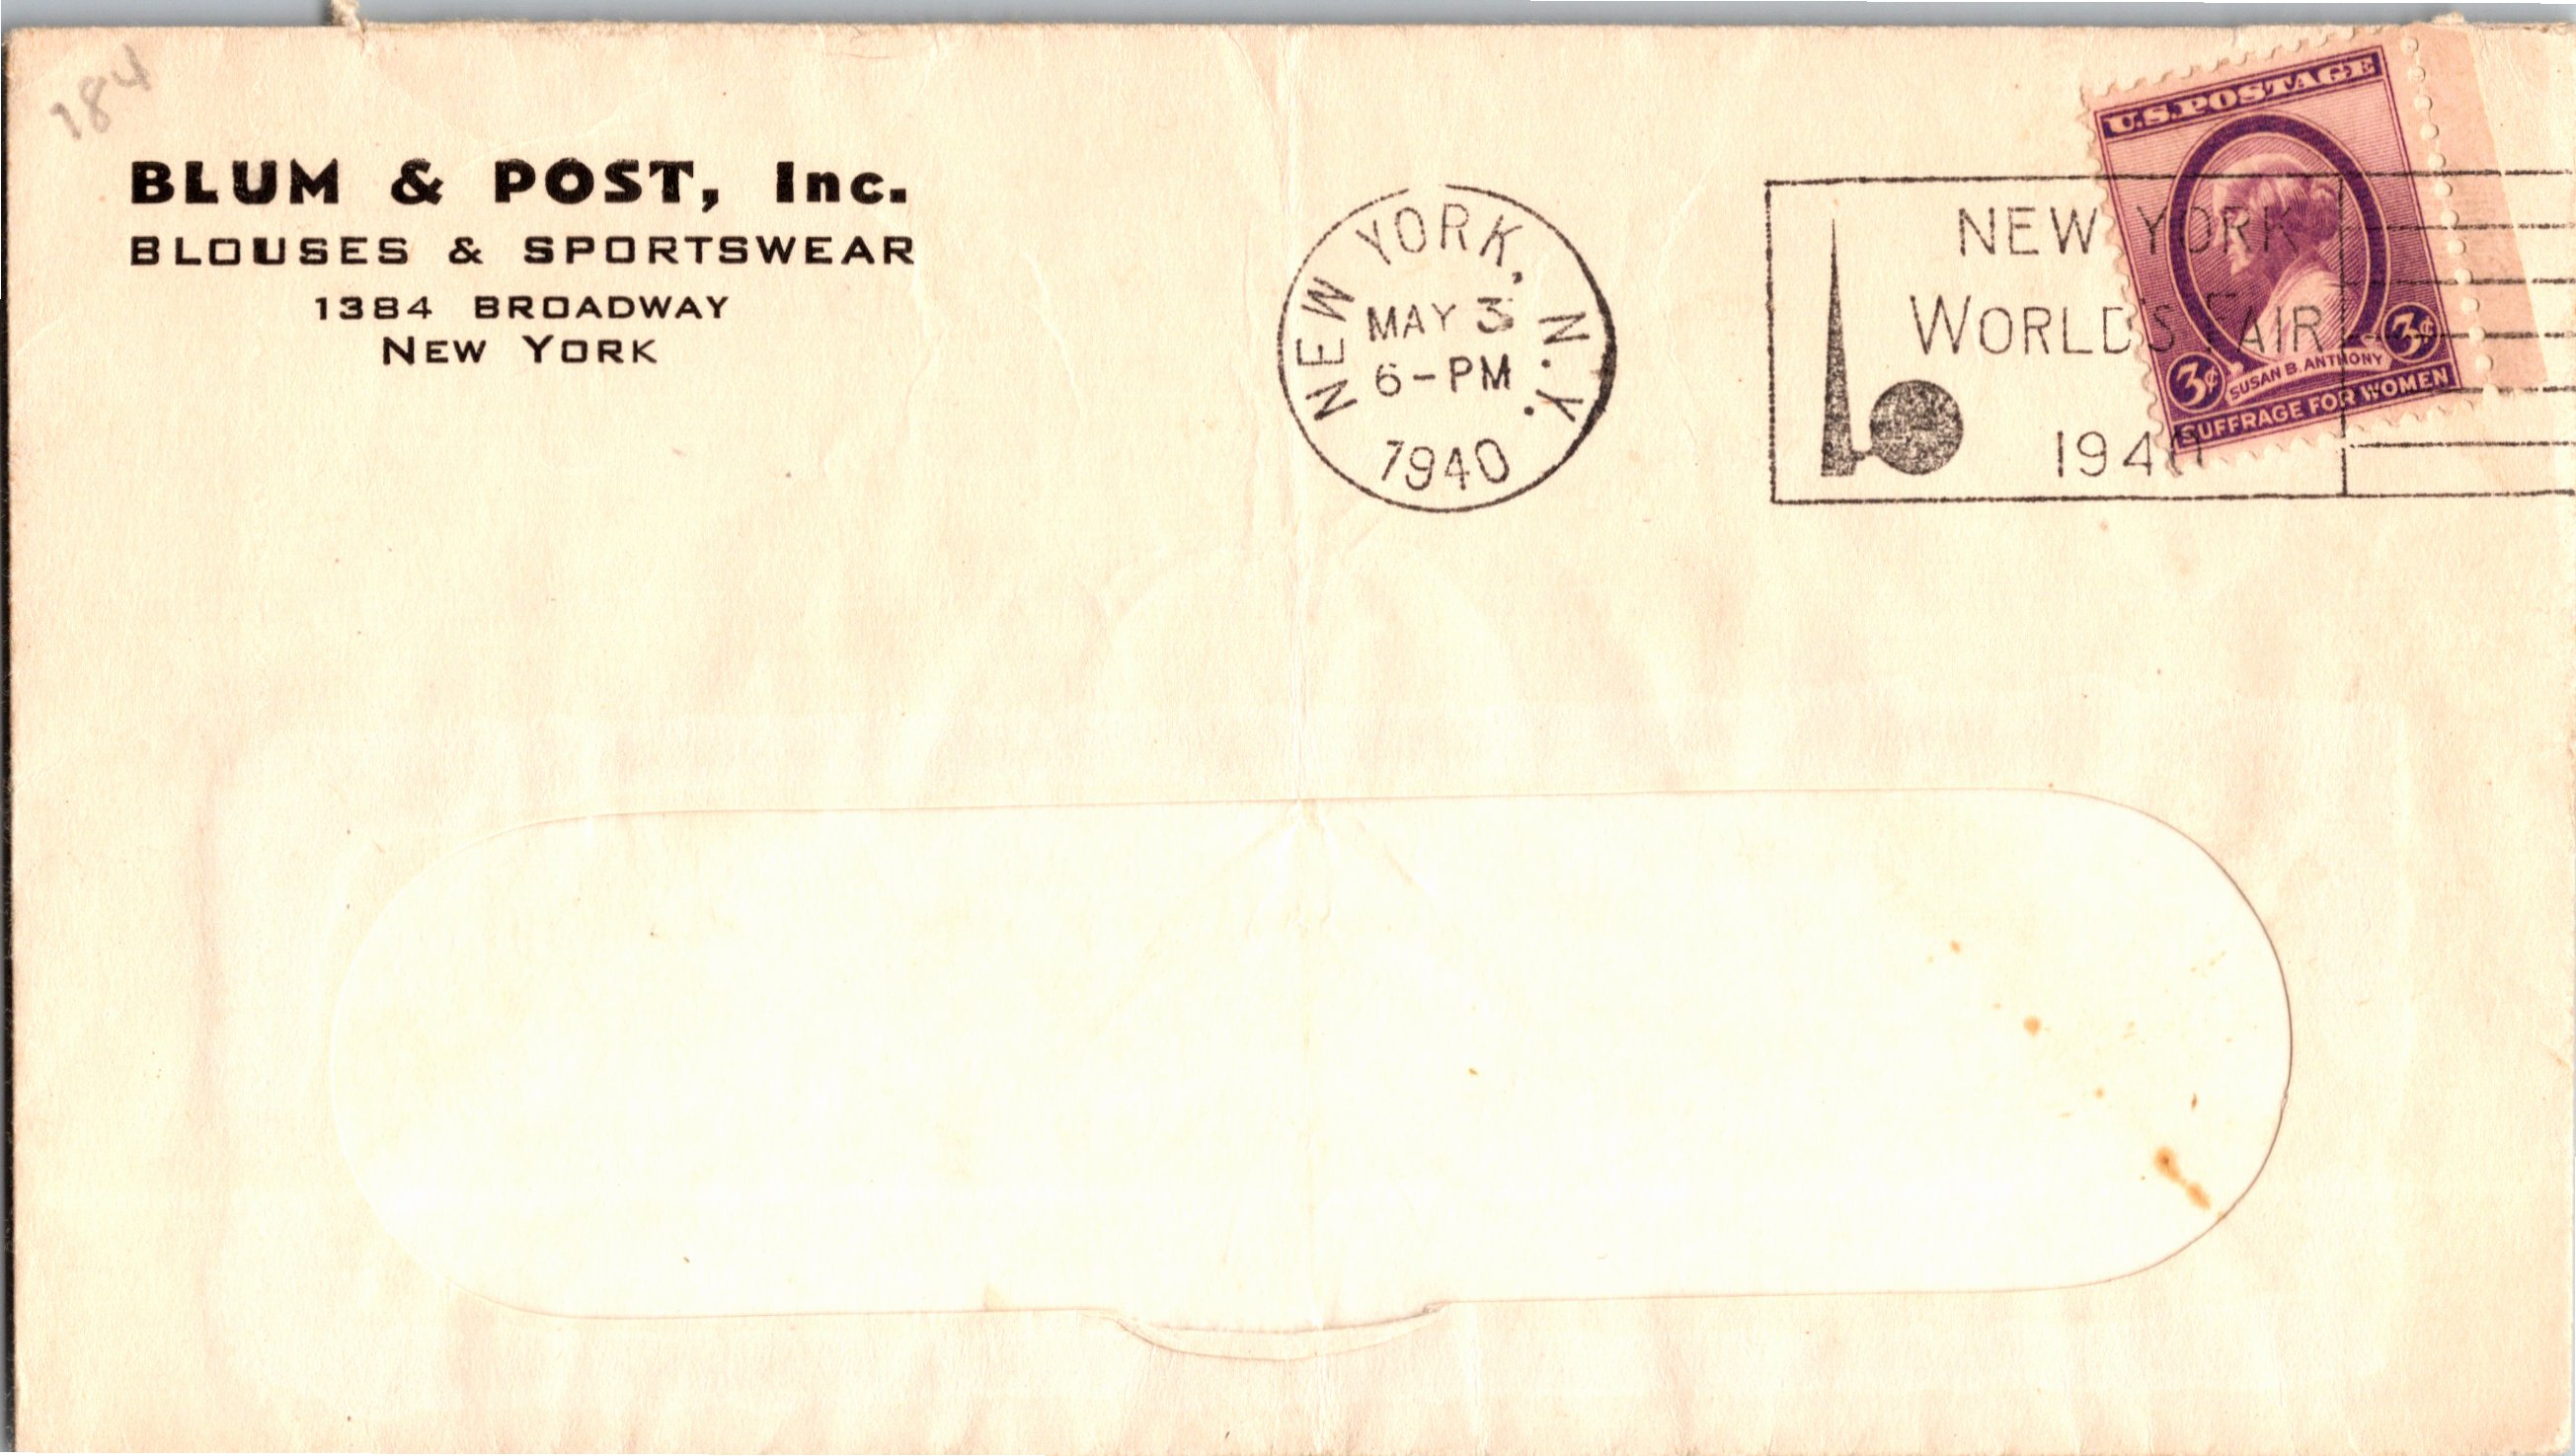 184
BLUM & POST, Inc.
BLOUSES & SPORTSWEAR
1384 BROADWAY
NEW YORK
NEW YORK, N.Y.
MAY 3
6-PM
1940
NEW YORK
WORLD'S FAIR
1940
U.S. POSTAGE
3¢ SUSAN B. ANTHONY 3¢
SUFFRAGE FOR WOMEN